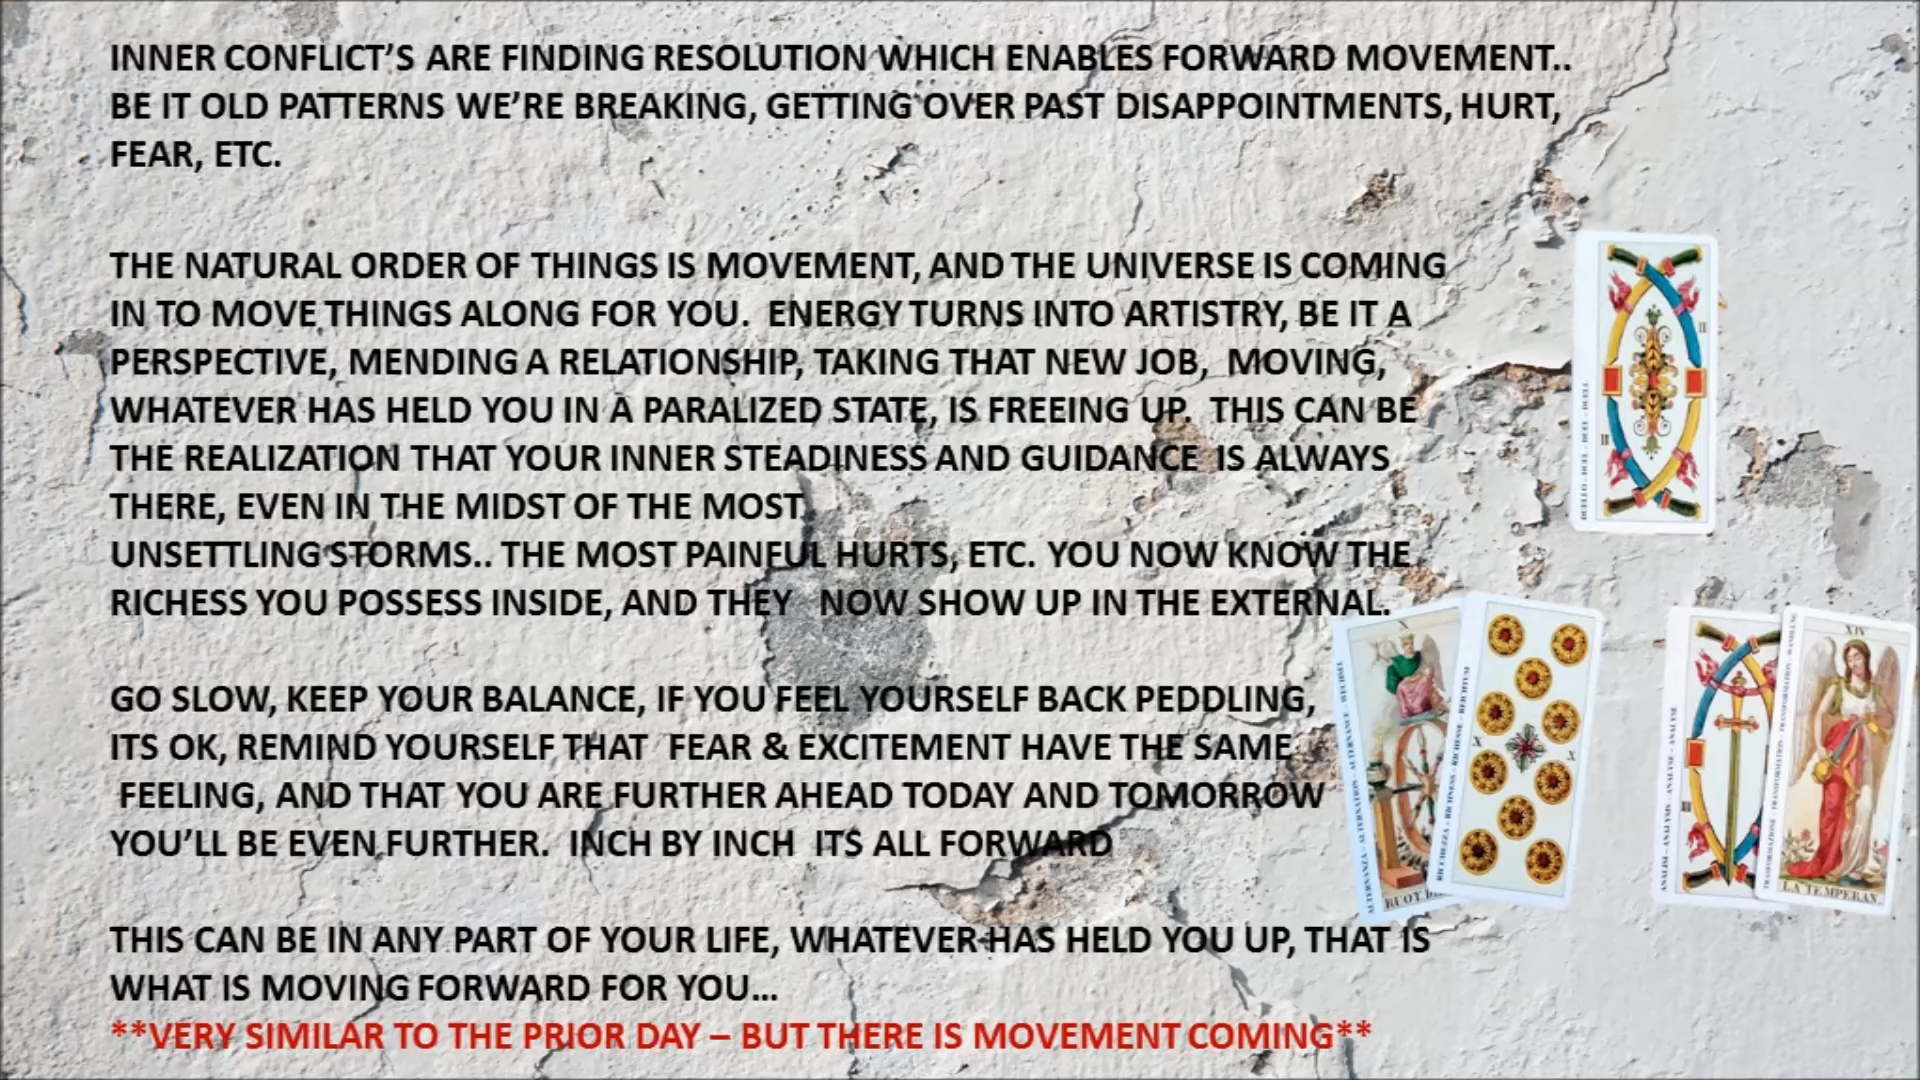 INNER CONFLICT’S ARE FINDING RESOLUTION WHICH ENABLES FORWARD MOVEMENT..
BE IT OLD PATTERNS WE’RE BREAKING, GETTING OVER PAST DISAPPOINTMENTS, HURT,
FEAR, ETC.
THE NATURAL ORDER OF THINGS IS MOVEMENT, AND THE UNIVERSE IS COMING
IN TO MOVE THINGS ALONG FOR YOU.  ENERGY TURNS INTO ARTISTRY, BE IT A
PERSPECTIVE, MENDING A RELATIONSHIP, TAKING THAT NEW JOB,  MOVING,
WHATEVER HAS HELD YOU IN A PARALIZED STATE, IS FREEING UP.  THIS CAN BE
THE REALIZATION THAT YOUR INNER STEADINESS AND GUIDANCE  IS ALWAYS
THERE, EVEN IN THE MIDST OF THE MOST
UNSETTLING STORMS.. THE MOST PAINFUL HURTS, ETC. YOU NOW KNOW THE
RICHESS YOU POSSESS INSIDE, AND THEY   NOW SHOW UP IN THE EXTERNAL.
GO SLOW, KEEP YOUR BALANCE, IF YOU FEEL YOURSELF BACK PEDDLING,
ITS OK, REMIND YOURSELF THAT  FEAR & EXCITEMENT HAVE THE SAME
FEELING, AND THAT YOU ARE FURTHER AHEAD TODAY AND TOMORROW
YOU’LL BE EVEN FURTHER.  INCH BY INCH  ITS ALL FORWARD
THIS CAN BE IN ANY PART OF YOUR LIFE, WHATEVER HAS HELD YOU UP, THAT IS
WHAT IS MOVING FORWARD FOR YOU...
**VERY SIMILAR TO THE PRIOR DAY – BUT THERE IS MOVEMENT COMING**
II
II
X
X
X
III
XIV
LA TEMPERAN.